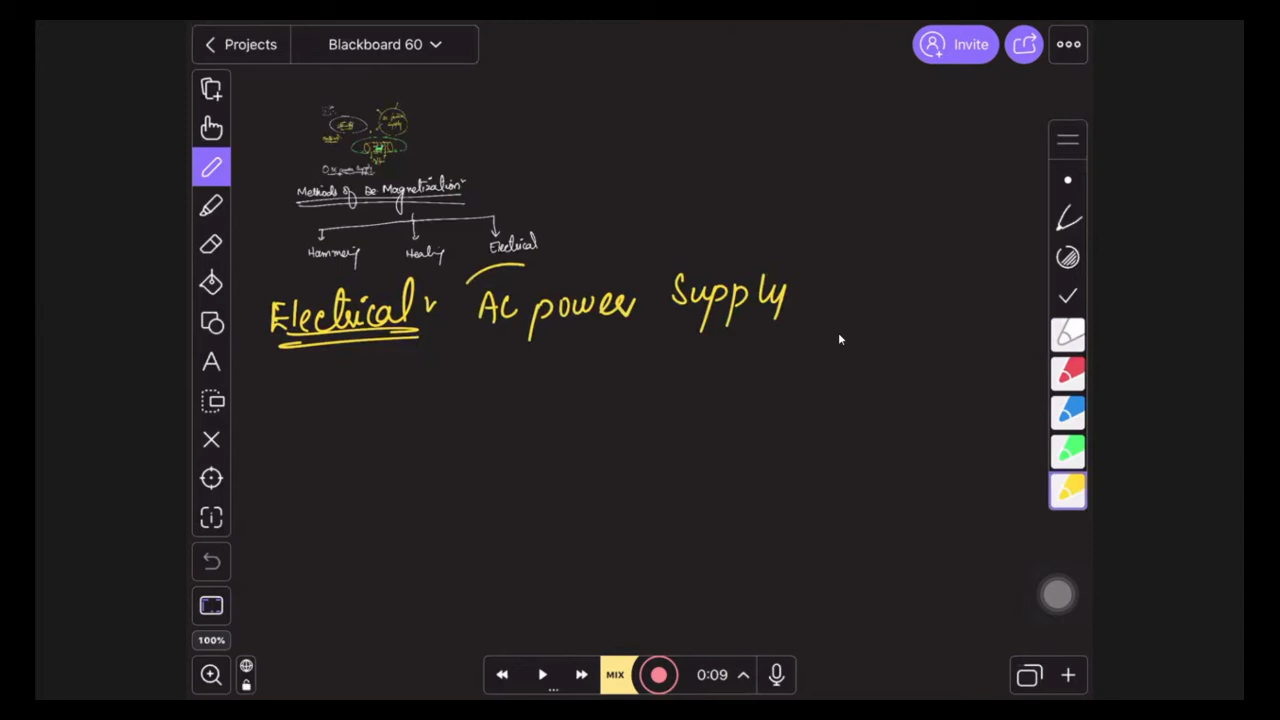 Projects
Blackboard 60
Invite
Methods of De Magnetization
Hammering Heating Electrical
Electrical AC power Supply
100%
MIX
0:09